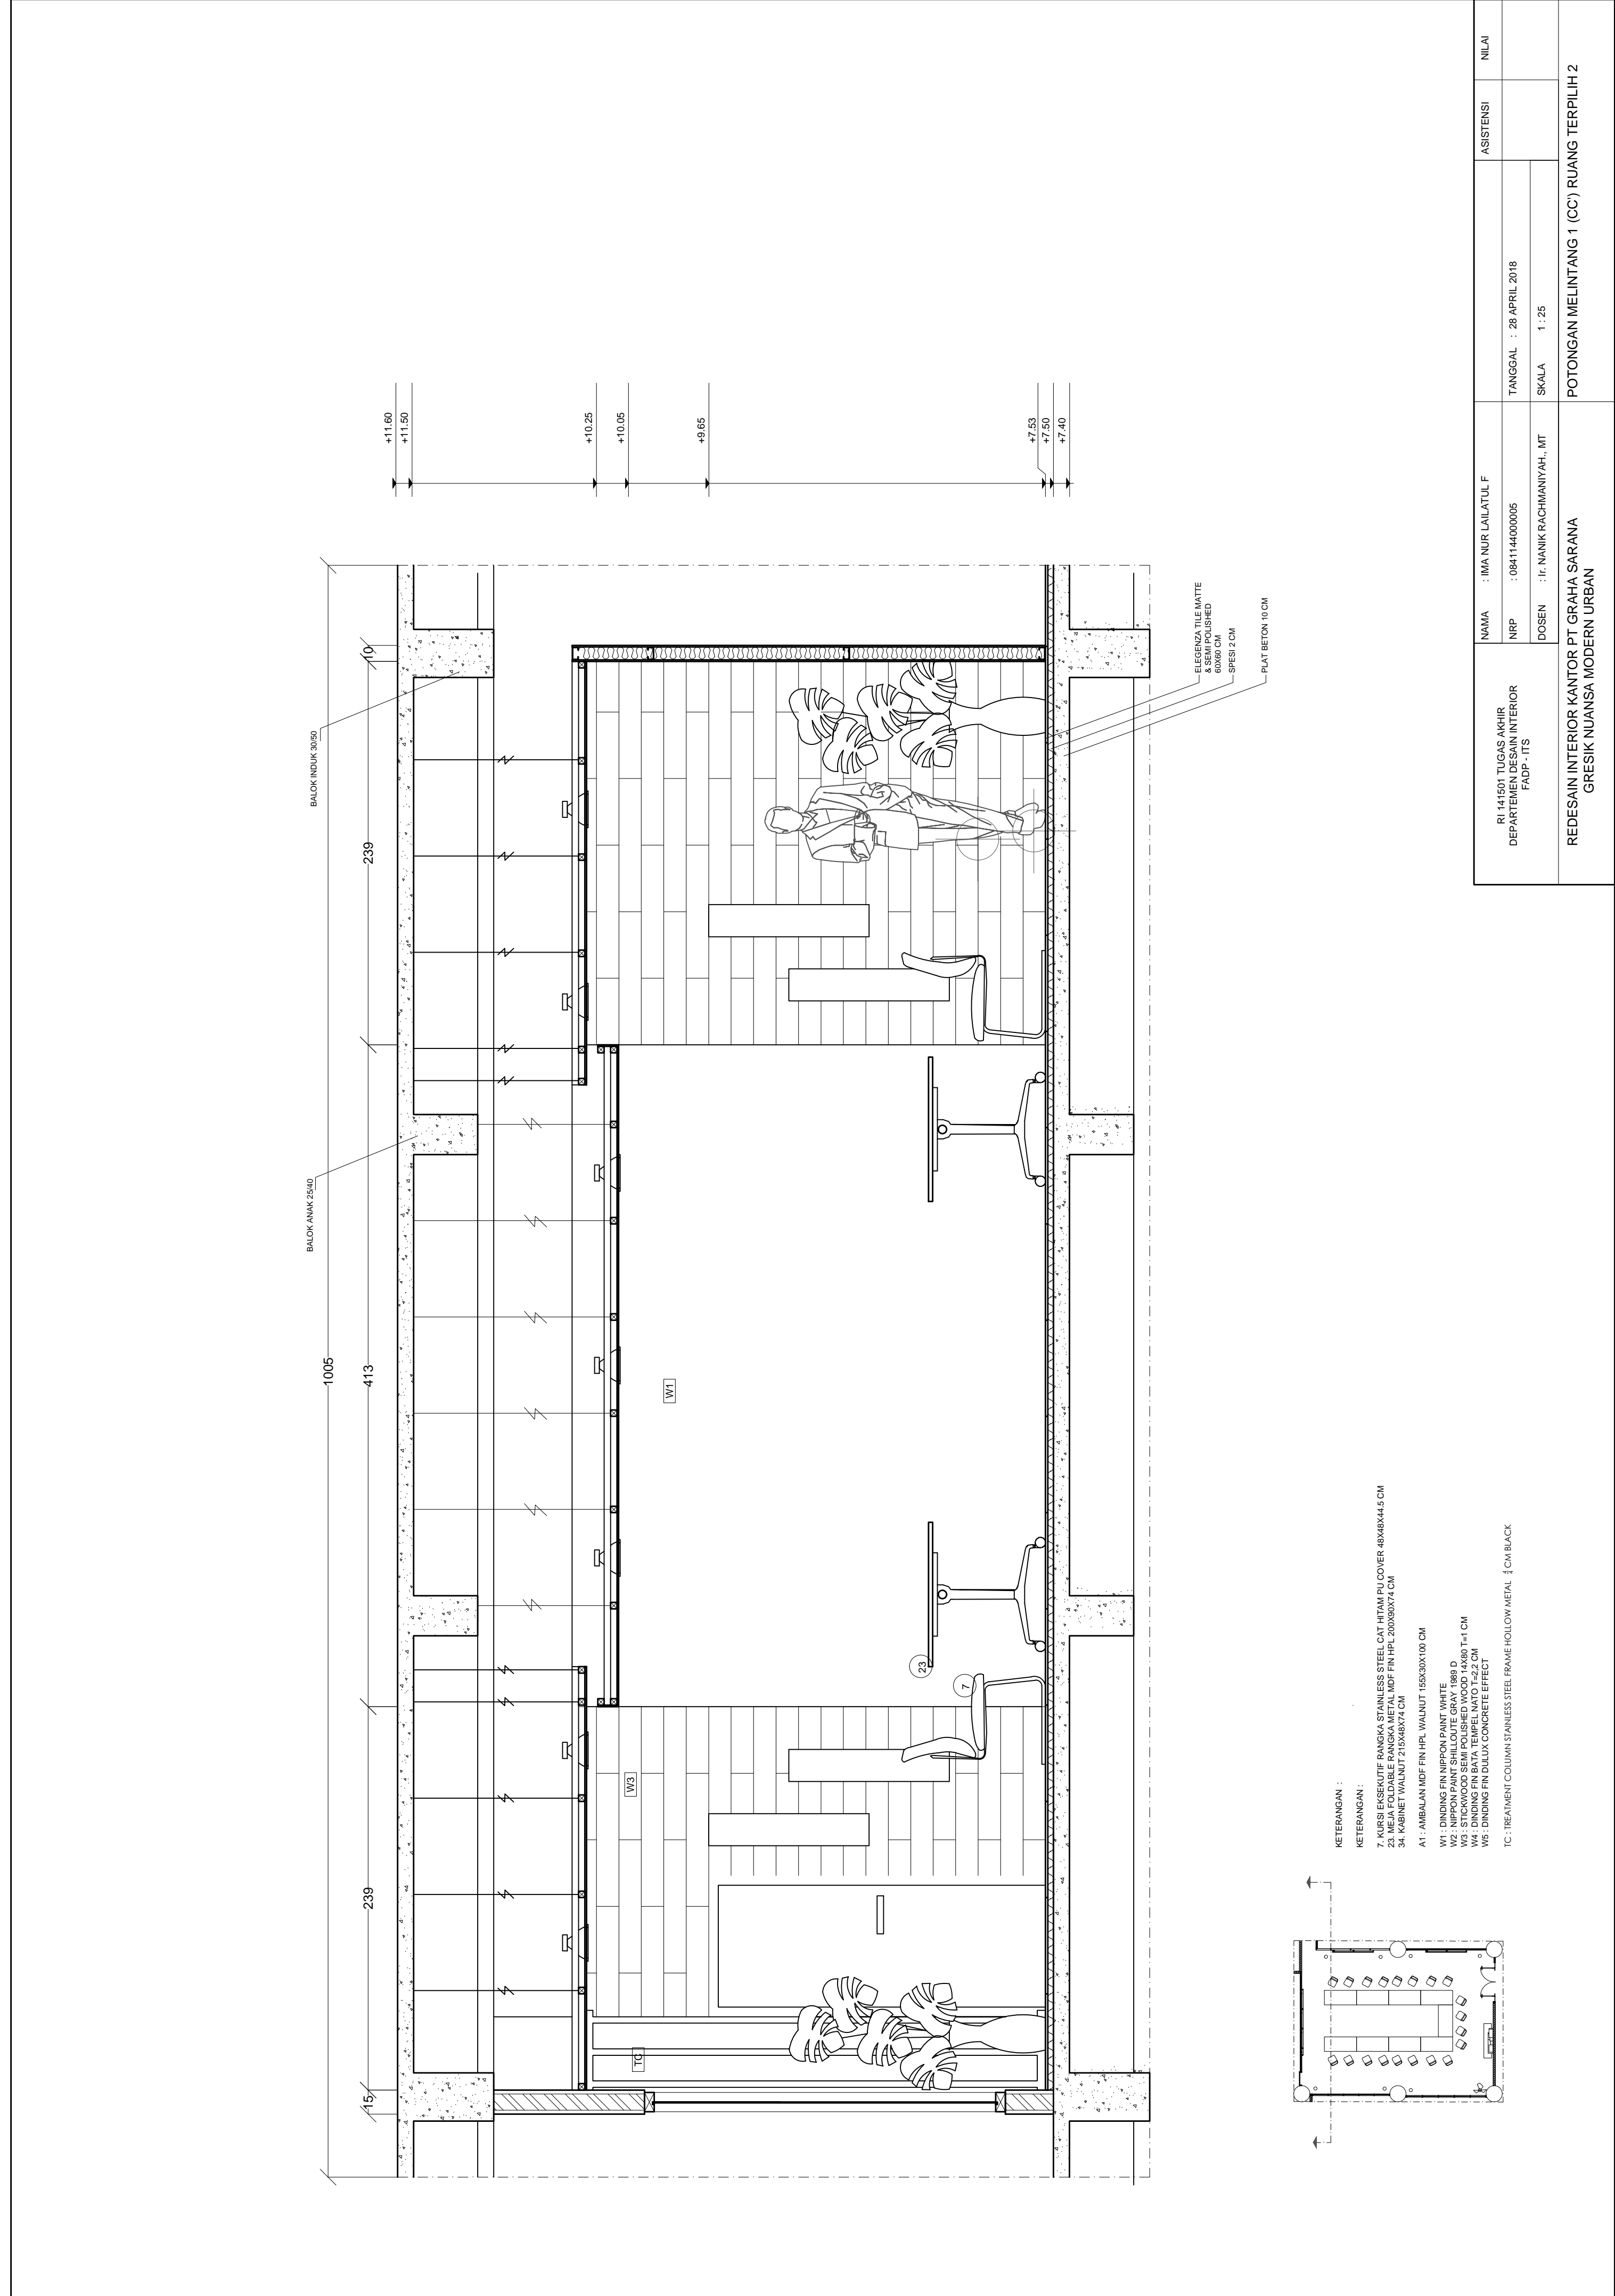 1005
15
239
413
239
10
BALOK ANAK 25/40
BALOK INDUK 30/50
+11.60
+11.50
+10.25
+10.05
+9.65
+7.53
+7.50
+7.40
TC
W3
W1
23
7
ELEGENZA TILE MATTE
& SEMI POLISHED
60X60 CM
SPESI 2 CM
PLAT BETON 10 CM
KETERANGAN :
KETERANGAN :
7. KURSI EKSEKUTIF RANGKA STAINLESS STEEL CAT HITAM PU COVER 48X48X44.5 CM
23. MEJA FOLDABLE RANGKA METAL MDF FIN HPL 200X90X74 CM
34. KABINET WALNUT 215X48X74 CM
A1 : AMBALAN MDF FIN HPL WALNUT 155X30X100 CM
W1 : DINDING FIN NIPPON PAINT WHITE
W2 : NIPPON PAINT SHILLOUTE GRAY 1989 D
W3 : STICKWOOD SEMI POLISHED WOOD 14X80 T=1 CM
W4 : DINDING FIN BATA TEMPEL NATO T=2,2 CM
W5 : DINDING FIN DULUX CONCRETE EFFECT
TC : TREATMENT COLUMN STAINLESS STEEL FRAME HOLLOW METAL CM BLACK
RI 141501 TUGAS AKHIR
DEPARTEMEN DESAIN INTERIOR
FADP - ITS
NAMA : IMA NUR LAILATUL F
NRP : 0841144000005
DOSEN : Ir. NANIK RACHMANIYAH., MT
TANGGAL : 28 APRIL 2018
SKALA 1 : 25
ASISTENSI
NILAI
REDESAIN INTERIOR KANTOR PT GRAHA SARANA
GRESIK NUANSA MODERN URBAN
POTONGAN MELINTANG 1 (CC') RUANG TERPILIH 2